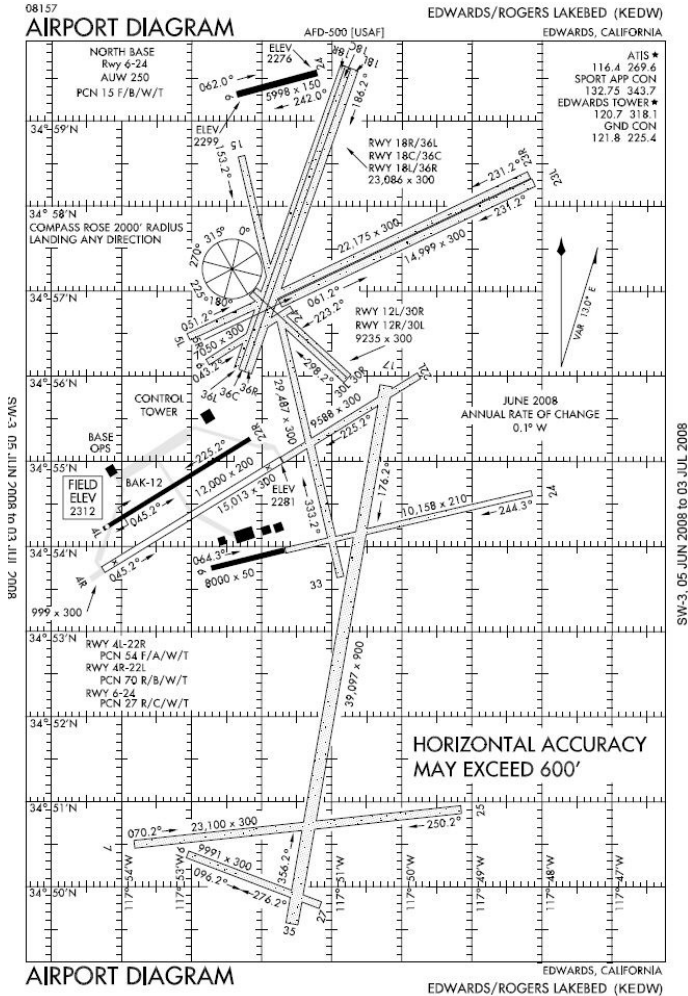 08157
AIRPORT DIAGRAM
AFD-500 [USAF]
EDWARDS/ROGERS LAKEBED (KEDW)
EDWARDS, CALIFORNIA
NORTH BASE
Rwy 6-24
AUW 250
PCN 15 F/B/W/T
ELEV
2276
24
062.0°
5998 x 150
242.0°
6
ELEV
2299
18R
18C
18L
186.2°
ATIS ★
116.4 269.6
SPORT APP CON
132.75 343.7
EDWARDS TOWER ★
120.7 318.1
GND CON
121.8 225.4
34° 59'N
15
153.2°
RWY 18R/36L
RWY 18C/36C
RWY 18L/36R
23,086 x 300
231.2°
23R
23L
231.2°
34° 58'N
COMPASS ROSE 2000' RADIUS
LANDING ANY DIRECTION
270°
315°
0°
225°
180°
22,175 x 300
14,999 x 300
34° 57'N
051.2°
061.2°
24
223.2°
RWY 12L/30R
RWY 12R/30L
9235 x 300
VAR 13.0° E
7050 x 300
043.2°
298.2°
30L
30R
36L
36C
36R
17
22L
34° 56'N
CONTROL
TOWER
29,487 x 300
9588 x 300
225.2°
JUNE 2008
ANNUAL RATE OF CHANGE
0.1° W
BASE
OPS
22R
225.2°
34° 55'N
FIELD
ELEV
2312
BAK-12
12,000 x 200
15,013 x 300
ELEV
2281
176.2°
10,158 x 210
24
244.3°
4L
045.2°
333.2°
34° 54'N
045.2°
4R
064.3°
6
8000 x 50
33
999 x 300
34° 53'N
RWY 4L-22R
PCN 54 F/A/W/T
RWY 4R-22L
PCN 70 R/B/W/T
RWY 6-24
PCN 27 R/C/W/T
39,097 x 900
34° 52'N
HORIZONTAL ACCURACY
MAY EXCEED 600'
34° 51'N
070.2°
23,100 x 300
250.2°
25
7
9
9991 x 300
096.2°
276.2°
27
356.2°
35
34° 50'N
117° 54'W
117° 53'W
117° 51'W
117° 50'W
117° 49'W
117° 48'W
117° 47'W
SW-3, 05 JUN 2008 to 03 JUL 2008
SW-3, 05 JUN 2008 to 03 JUL 2008
AIRPORT DIAGRAM
EDWARDS, CALIFORNIA
EDWARDS/ROGERS LAKEBED (KEDW)